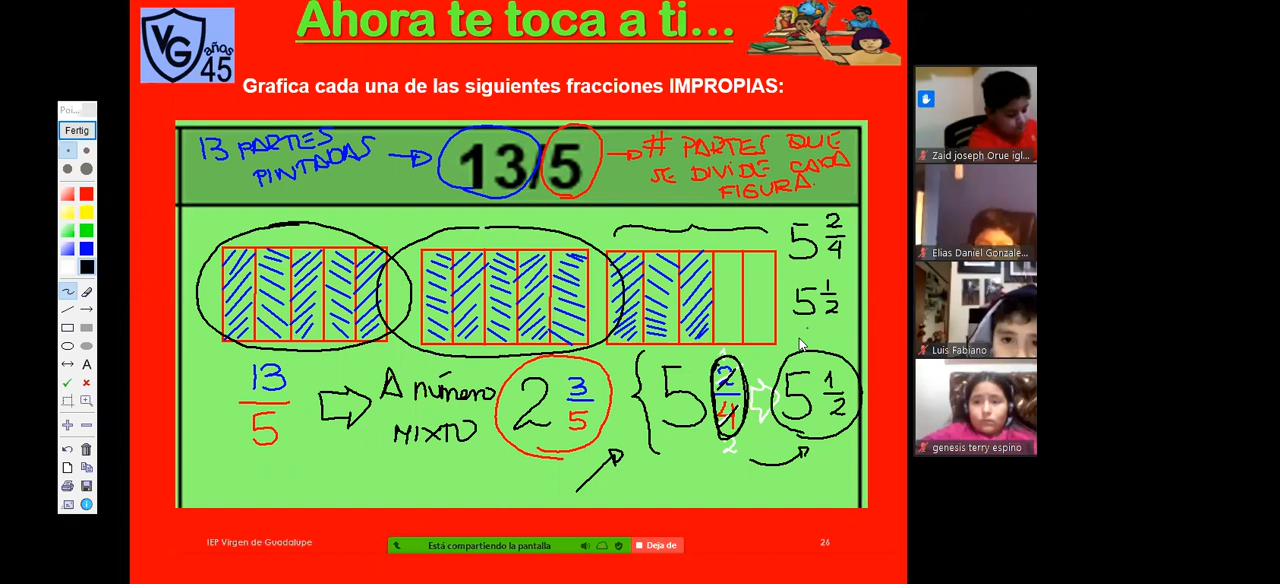 Ahora te toca a ti...
VG
años
45
Grafica cada una de las siguientes fracciones IMPROPIAS:
Poi...
Fertig
13 PARTES
PINTADAS
13/5
# PARTES QUE
SE DIVIDE CADA
FIGURA.
5 2/4
5 1/2
13/5
A número
MIXTO
2 3/5
5 2/4
2
5 1/2
A
IEP Virgen de Guadalupe
Está compartiendo la pantalla
Deja de
26
Zaid joseph Orue igl...
Elias Daniel Gonzale...
Luis Fabiano
genesis terry espino